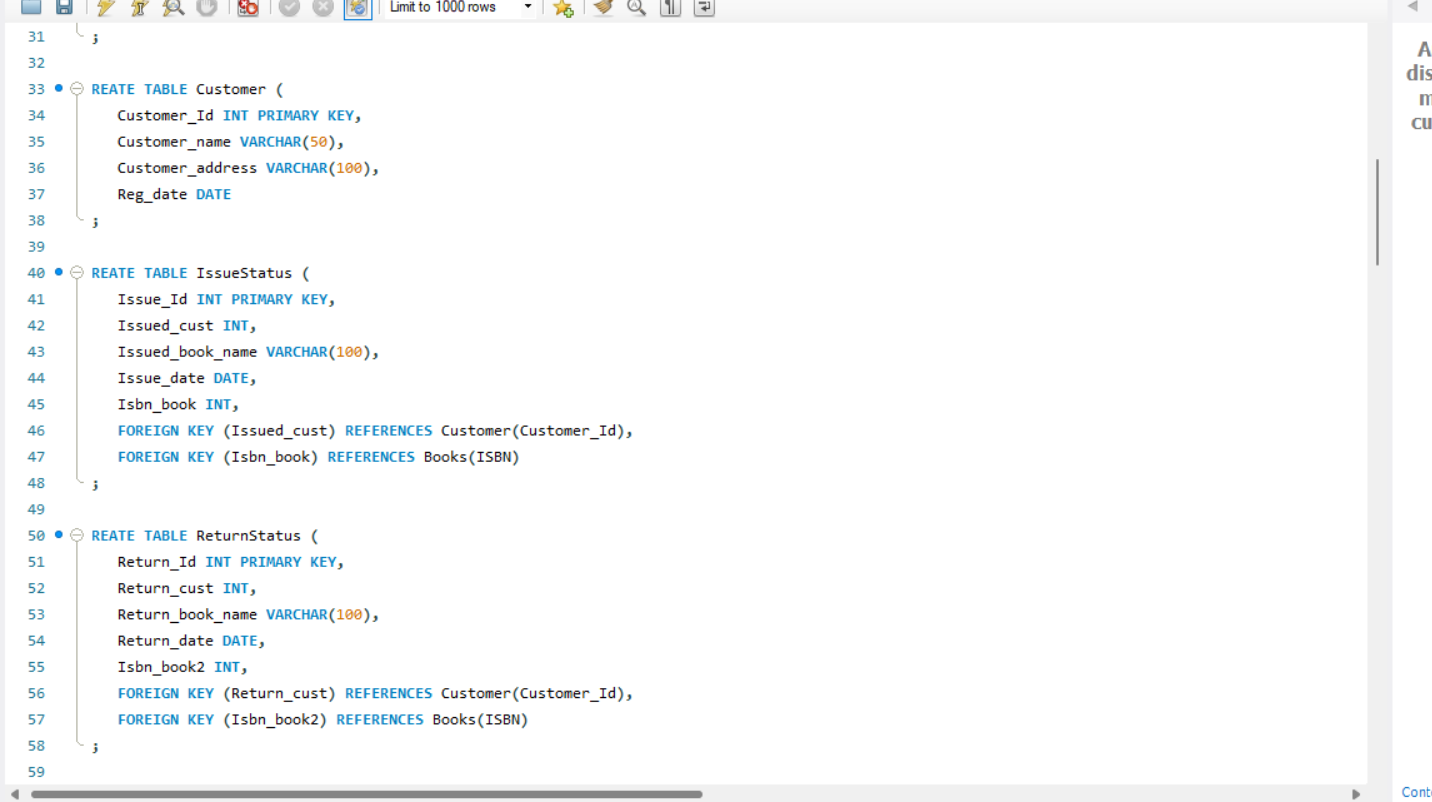 Limit to 1000 rows
31 ;
32
33 REATE TABLE Customer (
34 Customer_Id INT PRIMARY KEY,
35 Customer_name VARCHAR(50),
36 Customer_address VARCHAR(100),
37 Reg_date DATE
38 ;
39
40 REATE TABLE IssueStatus (
41 Issue_Id INT PRIMARY KEY,
42 Issued_cust INT,
43 Issued_book_name VARCHAR(100),
44 Issue_date DATE,
45 Isbn_book INT,
46 FOREIGN KEY (Issued_cust) REFERENCES Customer(Customer_Id),
47 FOREIGN KEY (Isbn_book) REFERENCES Books(ISBN)
48 ;
49
50 REATE TABLE ReturnStatus (
51 Return_Id INT PRIMARY KEY,
52 Return_cust INT,
53 Return_book_name VARCHAR(100),
54 Return_date DATE,
55 Isbn_book2 INT,
56 FOREIGN KEY (Return_cust) REFERENCES Customer(Customer_Id),
57 FOREIGN KEY (Isbn_book2) REFERENCES Books(ISBN)
58 ;
59
A
dis
m
cu
Conte